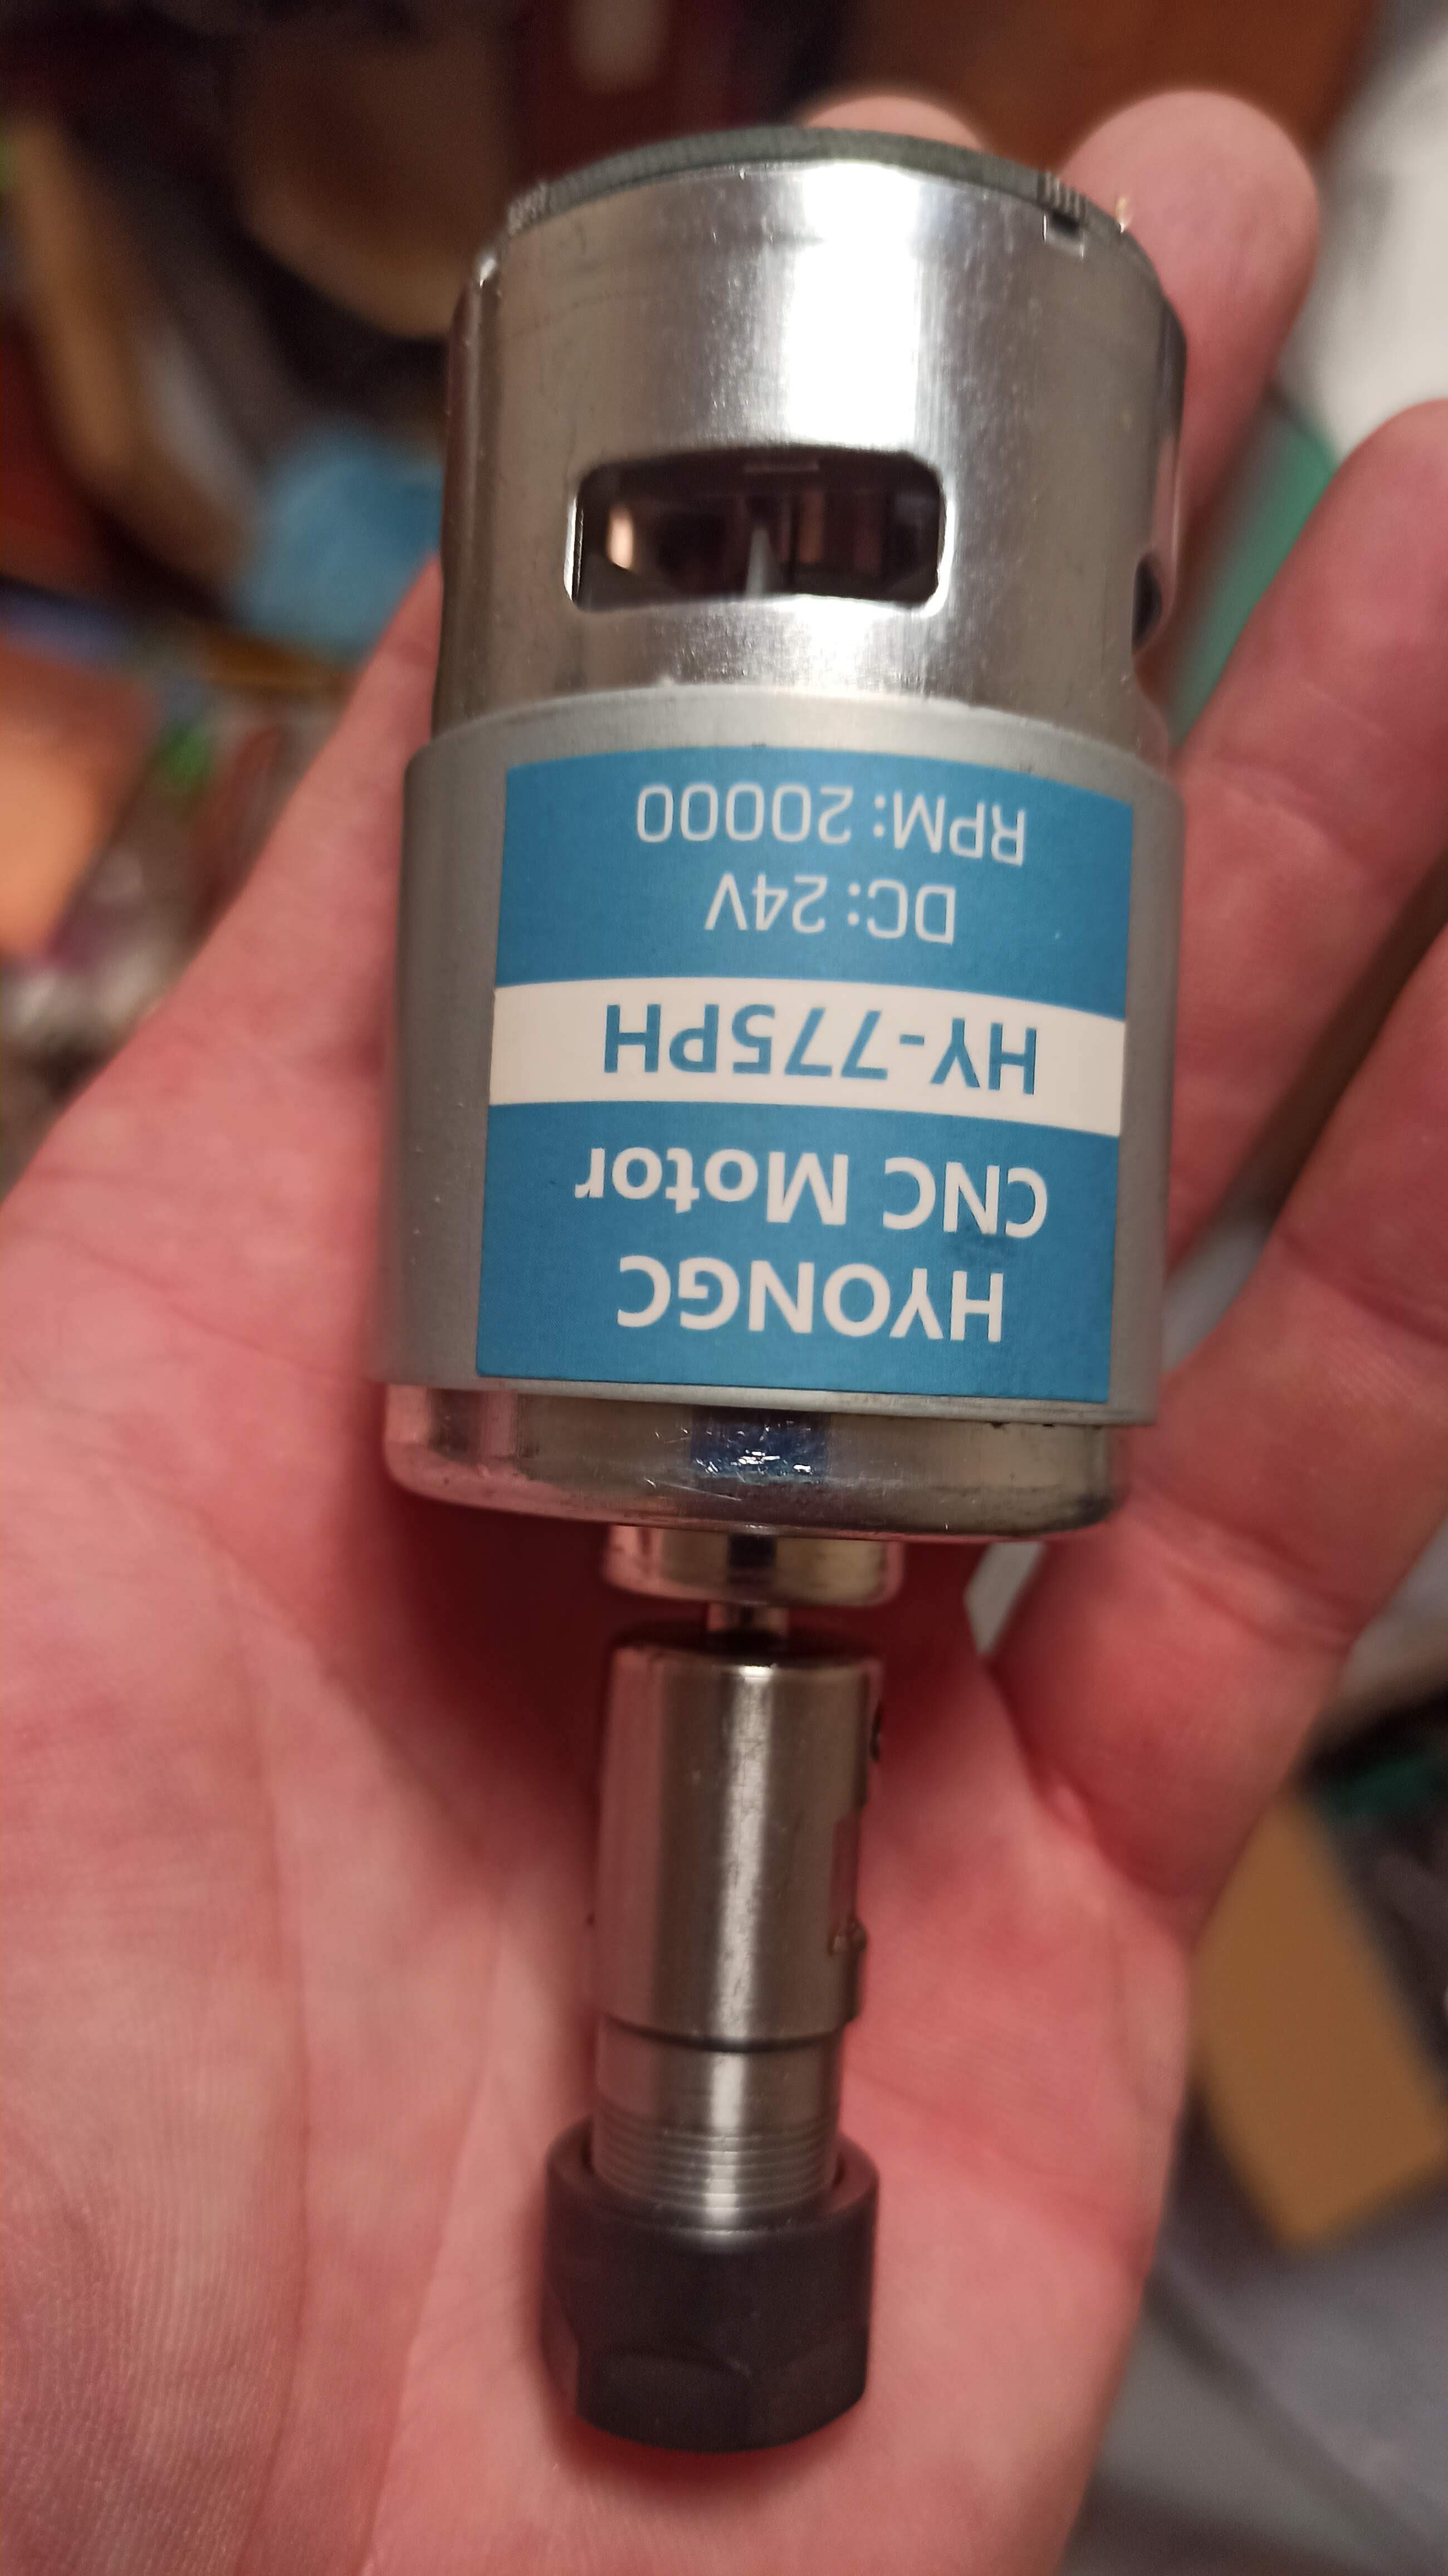 HYONGC
CNC Motor
HY-775PH
DC: 24V
RPM: 20000